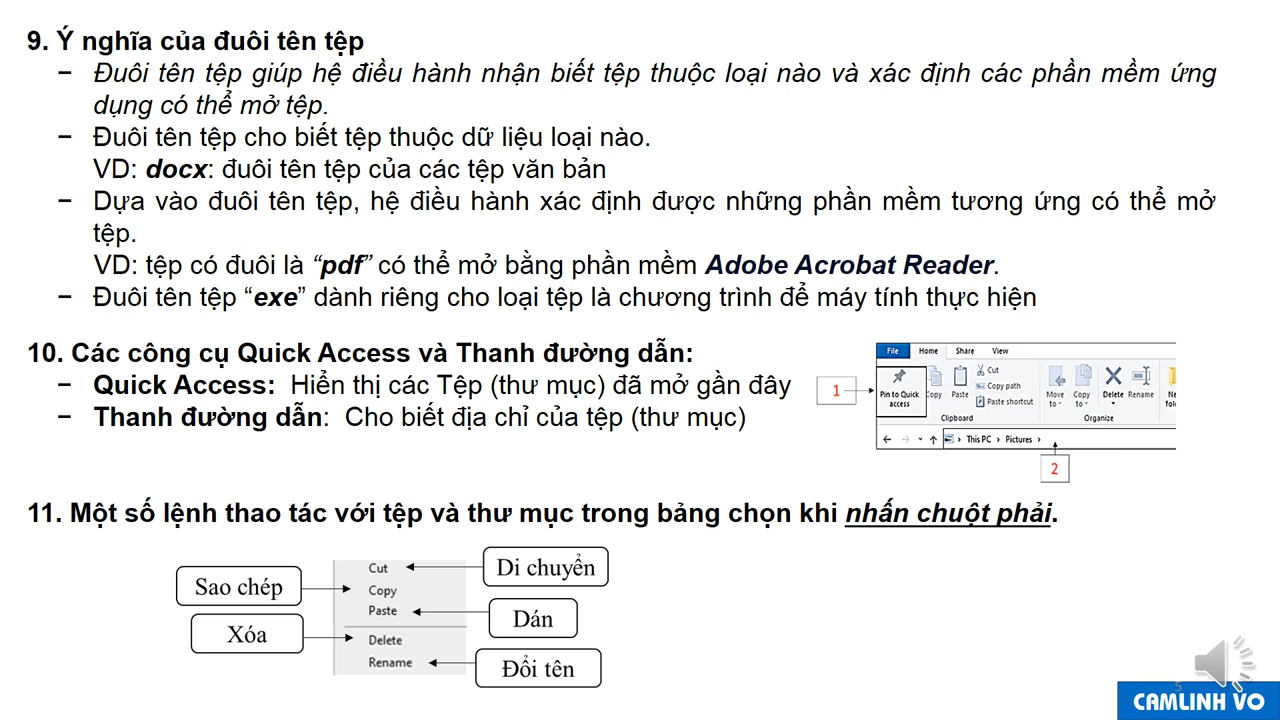 9. Ý nghĩa của đuôi tên tệp
− Đuôi tên tệp giúp hệ điều hành nhận biết tệp thuộc loại nào và xác định các phần mềm ứng
dụng có thể mở tệp.
− Đuôi tên tệp cho biết tệp thuộc dữ liệu loại nào.
VD: docx: đuôi tên tệp của các tệp văn bản
− Dựa vào đuôi tên tệp, hệ điều hành xác định được những phần mềm tương ứng có thể mở
tệp.
VD: tệp có đuôi là “pdf” có thể mở bằng phần mềm Adobe Acrobat Reader.
− Đuôi tên tệp “exe” dành riêng cho loại tệp là chương trình để máy tính thực hiện
10. Các công cụ Quick Access và Thanh đường dẫn:
− Quick Access: Hiển thị các Tệp (thư mục) đã mở gần đây
− Thanh đường dẫn: Cho biết địa chỉ của tệp (thư mục)
File Home Share View
1
Pin to Quick
access
Copy
Paste
Cut
Copy path
Paste shortcut
Move
to
Copy
to
Delete
Rename
Ne
fol
Clipboard
Organize
This PC > Pictures >
2
11. Một số lệnh thao tác với tệp và thư mục trong bảng chọn khi nhấn chuột phải.
Cut
Di chuyển
Sao chép
Copy
Paste
Dán
Xóa
Delete
Rename
Đổi tên
5
CAMLINH VO